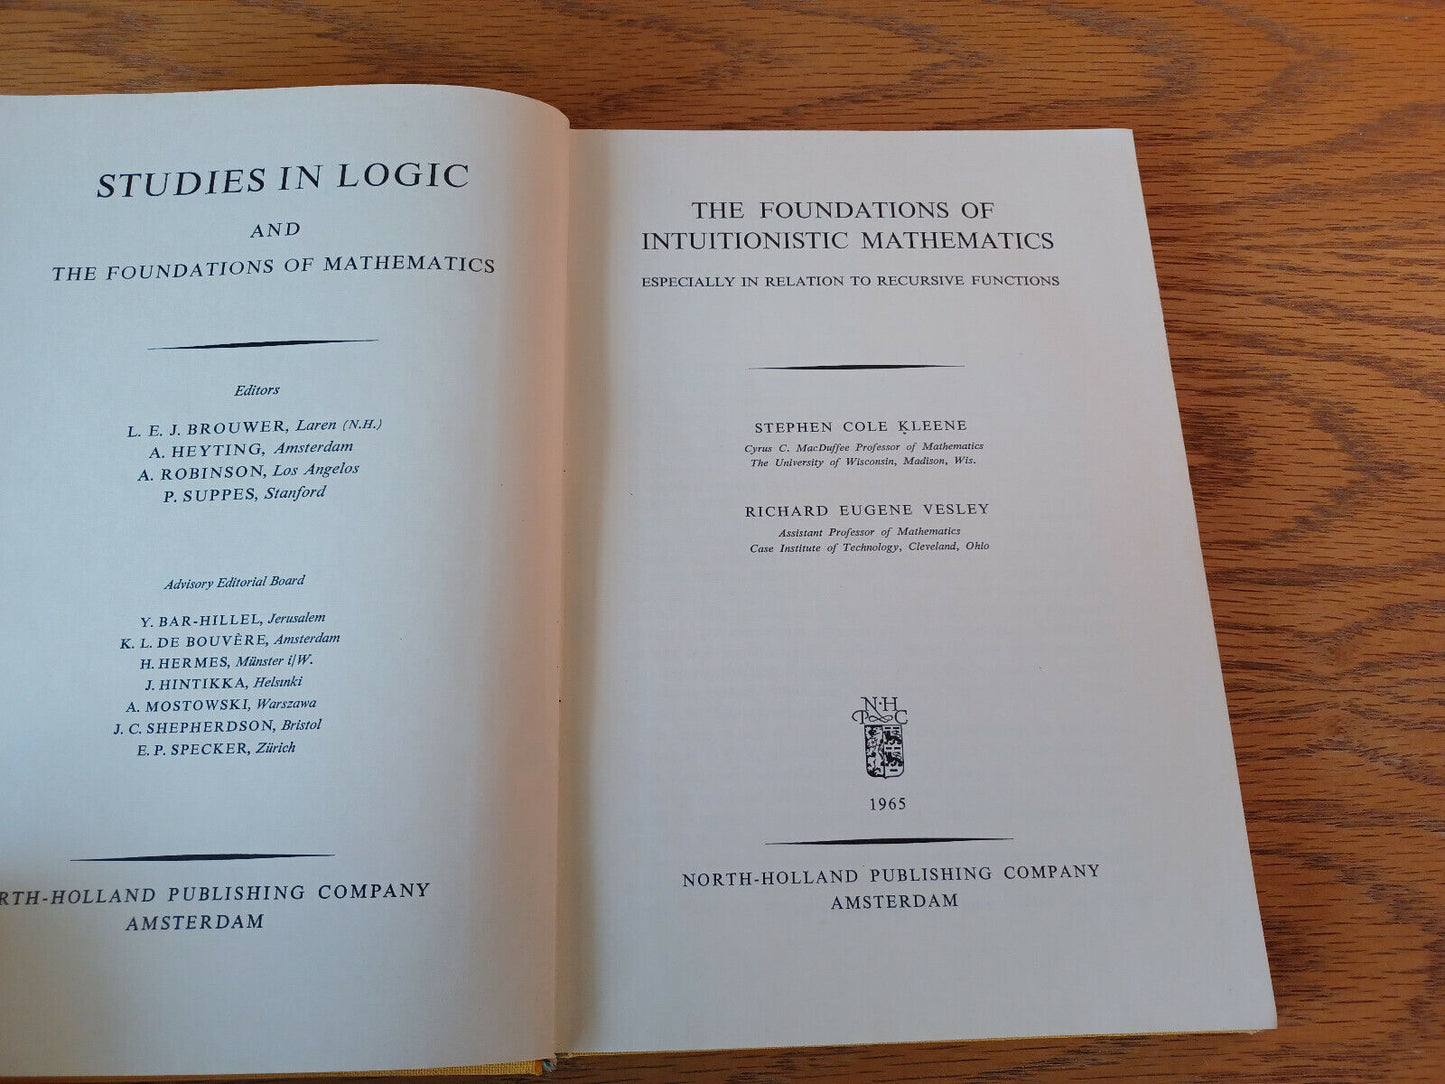 STUDIES IN LOGIC
AND
THE FOUNDATIONS OF MATHEMATICS
Editors
L. E. J. BROUWER, Laren (N.H.)
A. HEYTING, Amsterdam
A. ROBINSON, Los Angelos
P. SUPPES, Stanford
Advisory Editorial Board
Y. BAR-HILLEL, Jerusalem
K. L. DE BOUVÈRE, Amsterdam
H. HERMES, Münster i/W.
J. HINTIKKA, Helsinki
A. MOSTOWSKI, Warszawa
J. C. SHEPHERDSON, Bristol
E. P. SPECKER, Zürich
RTH-HOLLAND PUBLISHING COMPANY
AMSTERDAM
THE FOUNDATIONS OF
INTUITIONISTIC MATHEMATICS
ESPECIALLY IN RELATION TO RECURSIVE FUNCTIONS
STEPHEN COLE KLEENE
Cyrus C. MacDuffee Professor of Mathematics
The University of Wisconsin, Madison, Wis.
RICHARD EUGENE VESLEY
Assistant Professor of Mathematics
Case Institute of Technology, Cleveland, Ohio
N·H
P C
1965
NORTH-HOLLAND PUBLISHING COMPANY
AMSTERDAM